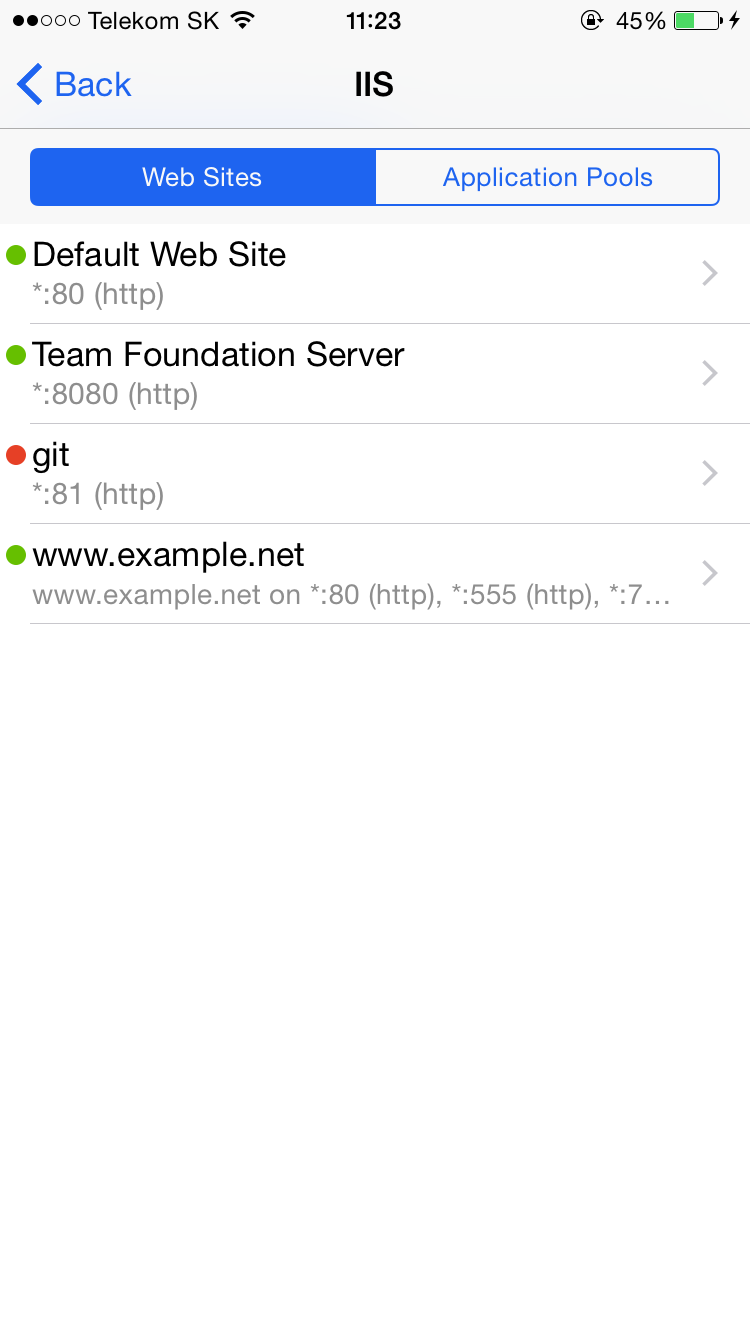 Telekom SK 11:23 45%
Back IIS
Web Sites Application Pools
Default Web Site
*:80 (http)
Team Foundation Server
*:8080 (http)
git
*:81 (http)
www.example.net
www.example.net on *:80 (http), *:555 (http), *:7...